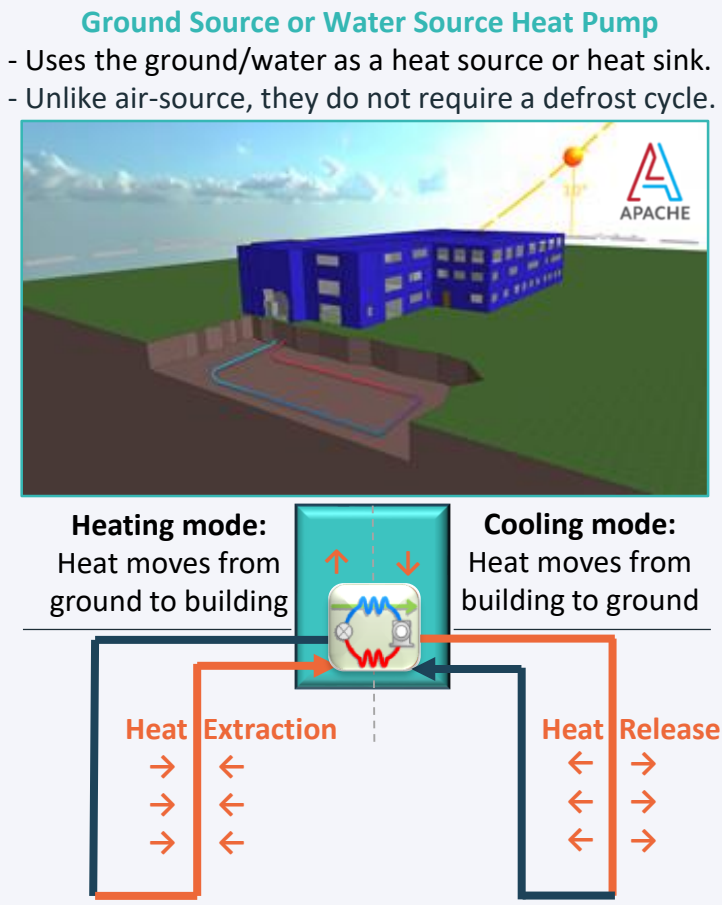 Ground Source or Water Source Heat Pump
- Uses the ground/water as a heat source or heat sink.
- Unlike air-source, they do not require a defrost cycle.
10°
APACHE
Heating mode:
Heat moves from
ground to building
Cooling mode:
Heat moves from
building to ground
Heat Extraction
Heat Release